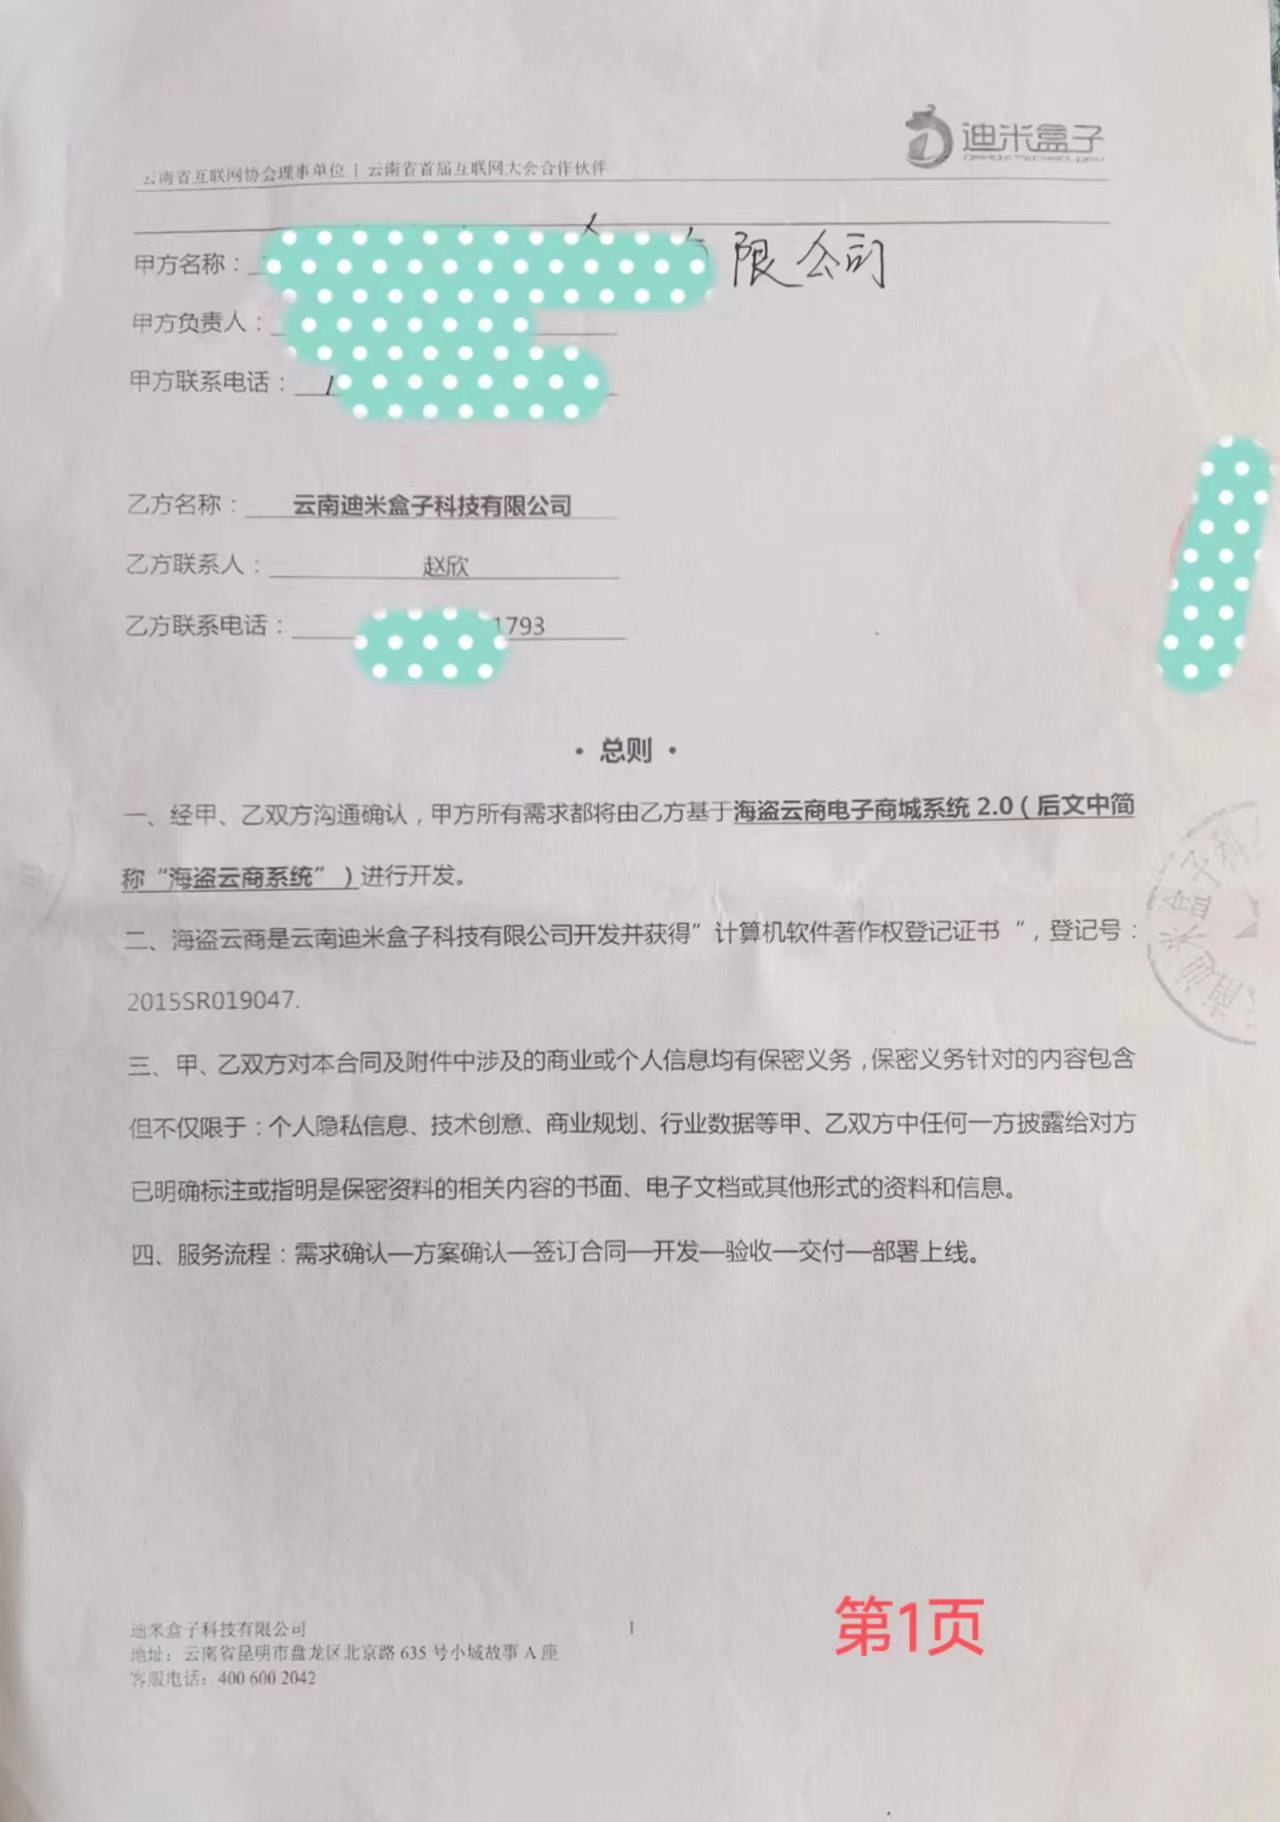 迪米盒子
云南省互联网协会理事单位 | 云南省首届互联网大会合作伙伴
甲方名称：限公司
甲方负责人：
甲方联系电话：1
乙方名称：云南迪米盒子科技有限公司
乙方联系人：赵欣
乙方联系电话：1793
· 总则 ·
一、经甲、乙双方沟通确认，甲方所有需求都将由乙方基于海盗云商电子商城系统 2.0（后文中简
称“海盗云商系统”）进行开发。
二、海盗云商是云南迪米盒子科技有限公司开发并获得”计算机软件著作权登记证书“，登记号：
2015SR019047.
三、甲、乙双方对本合同及附件中涉及的商业或个人信息均有保密义务，保密义务针对的内容包含
但不仅限于：个人隐私信息、技术创意、商业规划、行业数据等甲、乙双方中任何一方披露给对方
已明确标注或指明是保密资料的相关内容的书面、电子文档或其他形式的资料和信息。
四、服务流程：需求确认—方案确认—签订合同—开发—验收—交付—部署上线。
迪米盒子科技有限公司
地址：云南省昆明市盘龙区北京路 635 号小城故事 A 座
客服电话：400 600 2042
1
第1页